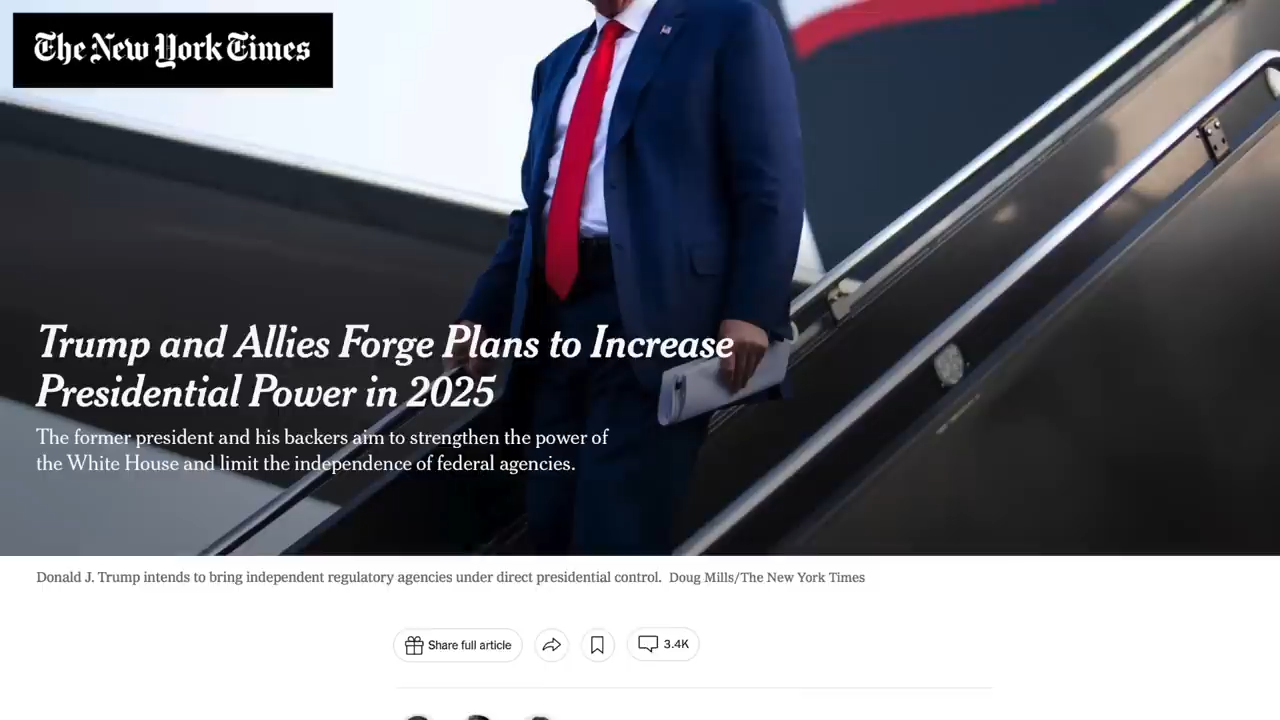 The New York Times
Trump and Allies Forge Plans to Increase
Presidential Power in 2025
The former president and his backers aim to strengthen the power of
the White House and limit the independence of federal agencies.
Donald J. Trump intends to bring independent regulatory agencies under direct presidential control. Doug Mills/The New York Times
Share full article
3.4K